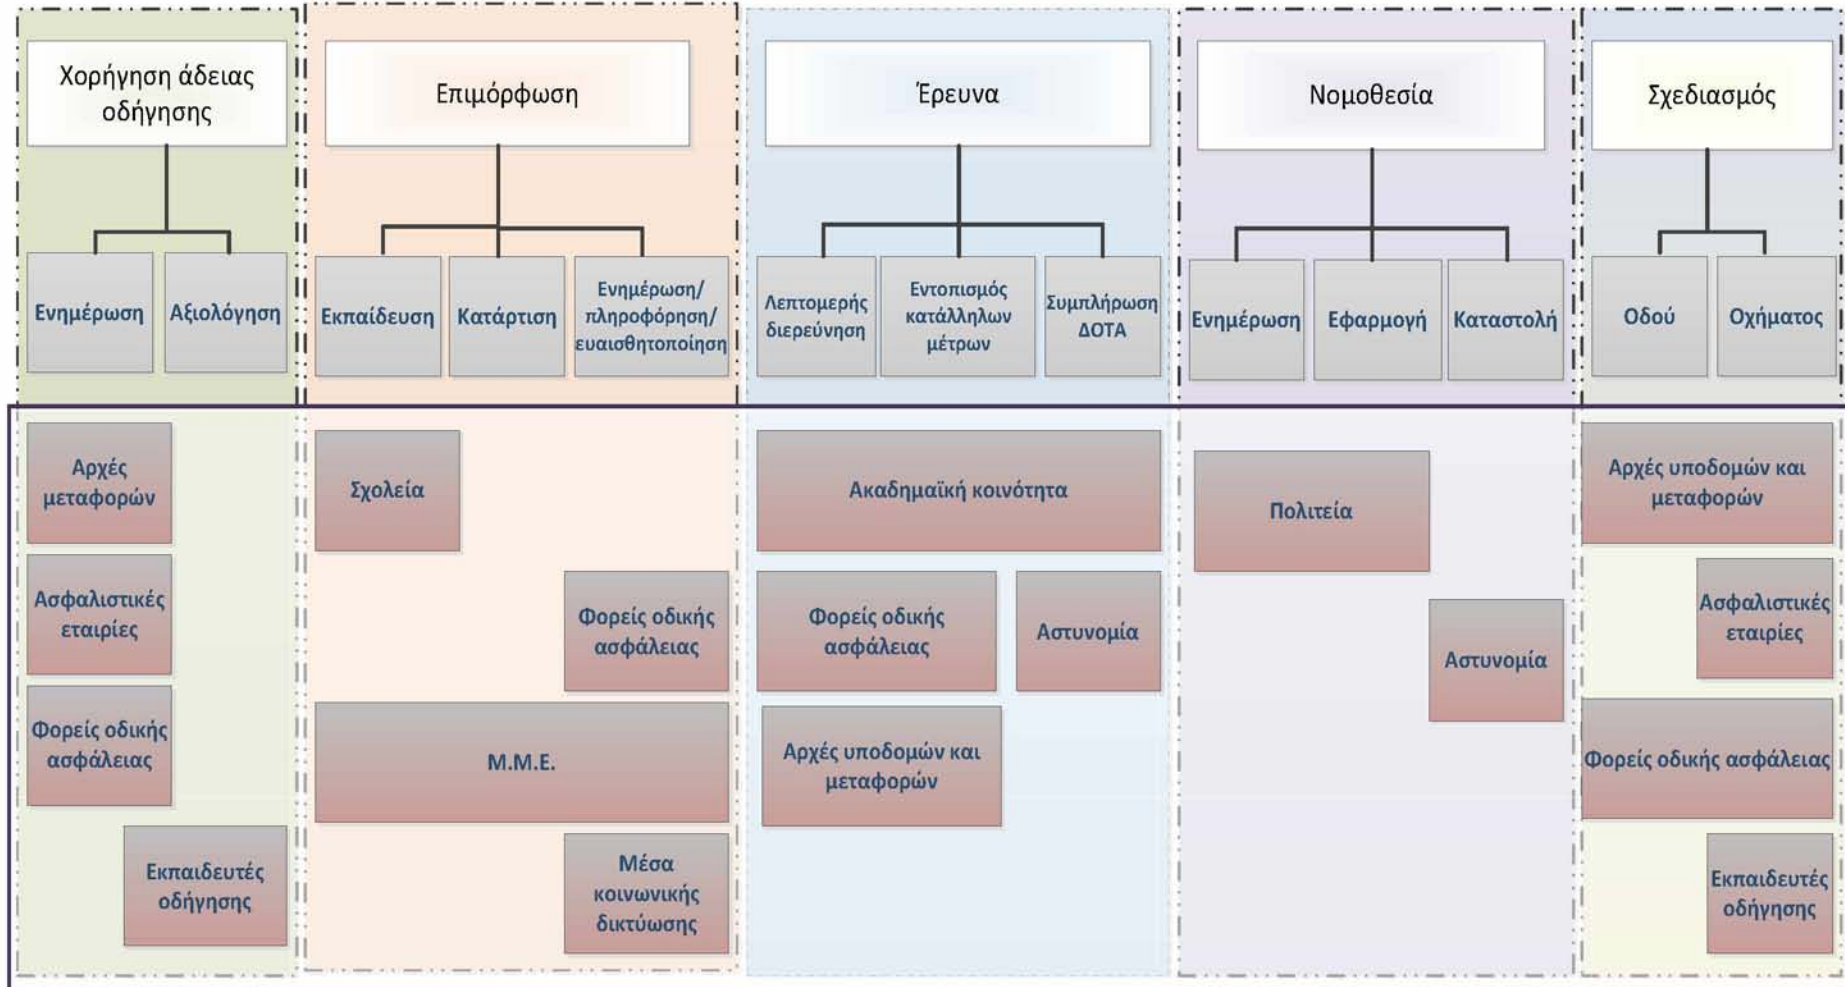 Χορήγηση άδειας
οδήγησης
Επιμόρφωση
Έρευνα
Νομοθεσία
Σχεδιασμός
Ενημέρωση
Αξιολόγηση
Εκπαίδευση
Κατάρτιση
Ενημέρωση/
πληροφόρηση/
ευαισθητοποίηση
Λεπτομερής
διερεύνηση
Εντοπισμός
κατάλληλων
μέτρων
Συμπλήρωση
ΔΟΤΑ
Ενημέρωση
Εφαρμογή
Καταστολή
Οδού
Οχήματος
Αρχές
μεταφορών
Ασφαλιστικές
εταιρίες
Φορείς οδικής
ασφάλειας
Εκπαιδευτές
οδήγησης
Σχολεία
Φορείς οδικής
ασφάλειας
Μ.Μ.Ε.
Μέσα
κοινωνικής
δικτύωσης
Ακαδημαϊκή κοινότητα
Φορείς οδικής
ασφάλειας
Αστυνομία
Αρχές υποδομών και
μεταφορών
Πολιτεία
Αστυνομία
Αρχές υποδομών και
μεταφορών
Ασφαλιστικές
εταιρίες
Φορείς οδικής ασφάλειας
Εκπαιδευτές
οδήγησης